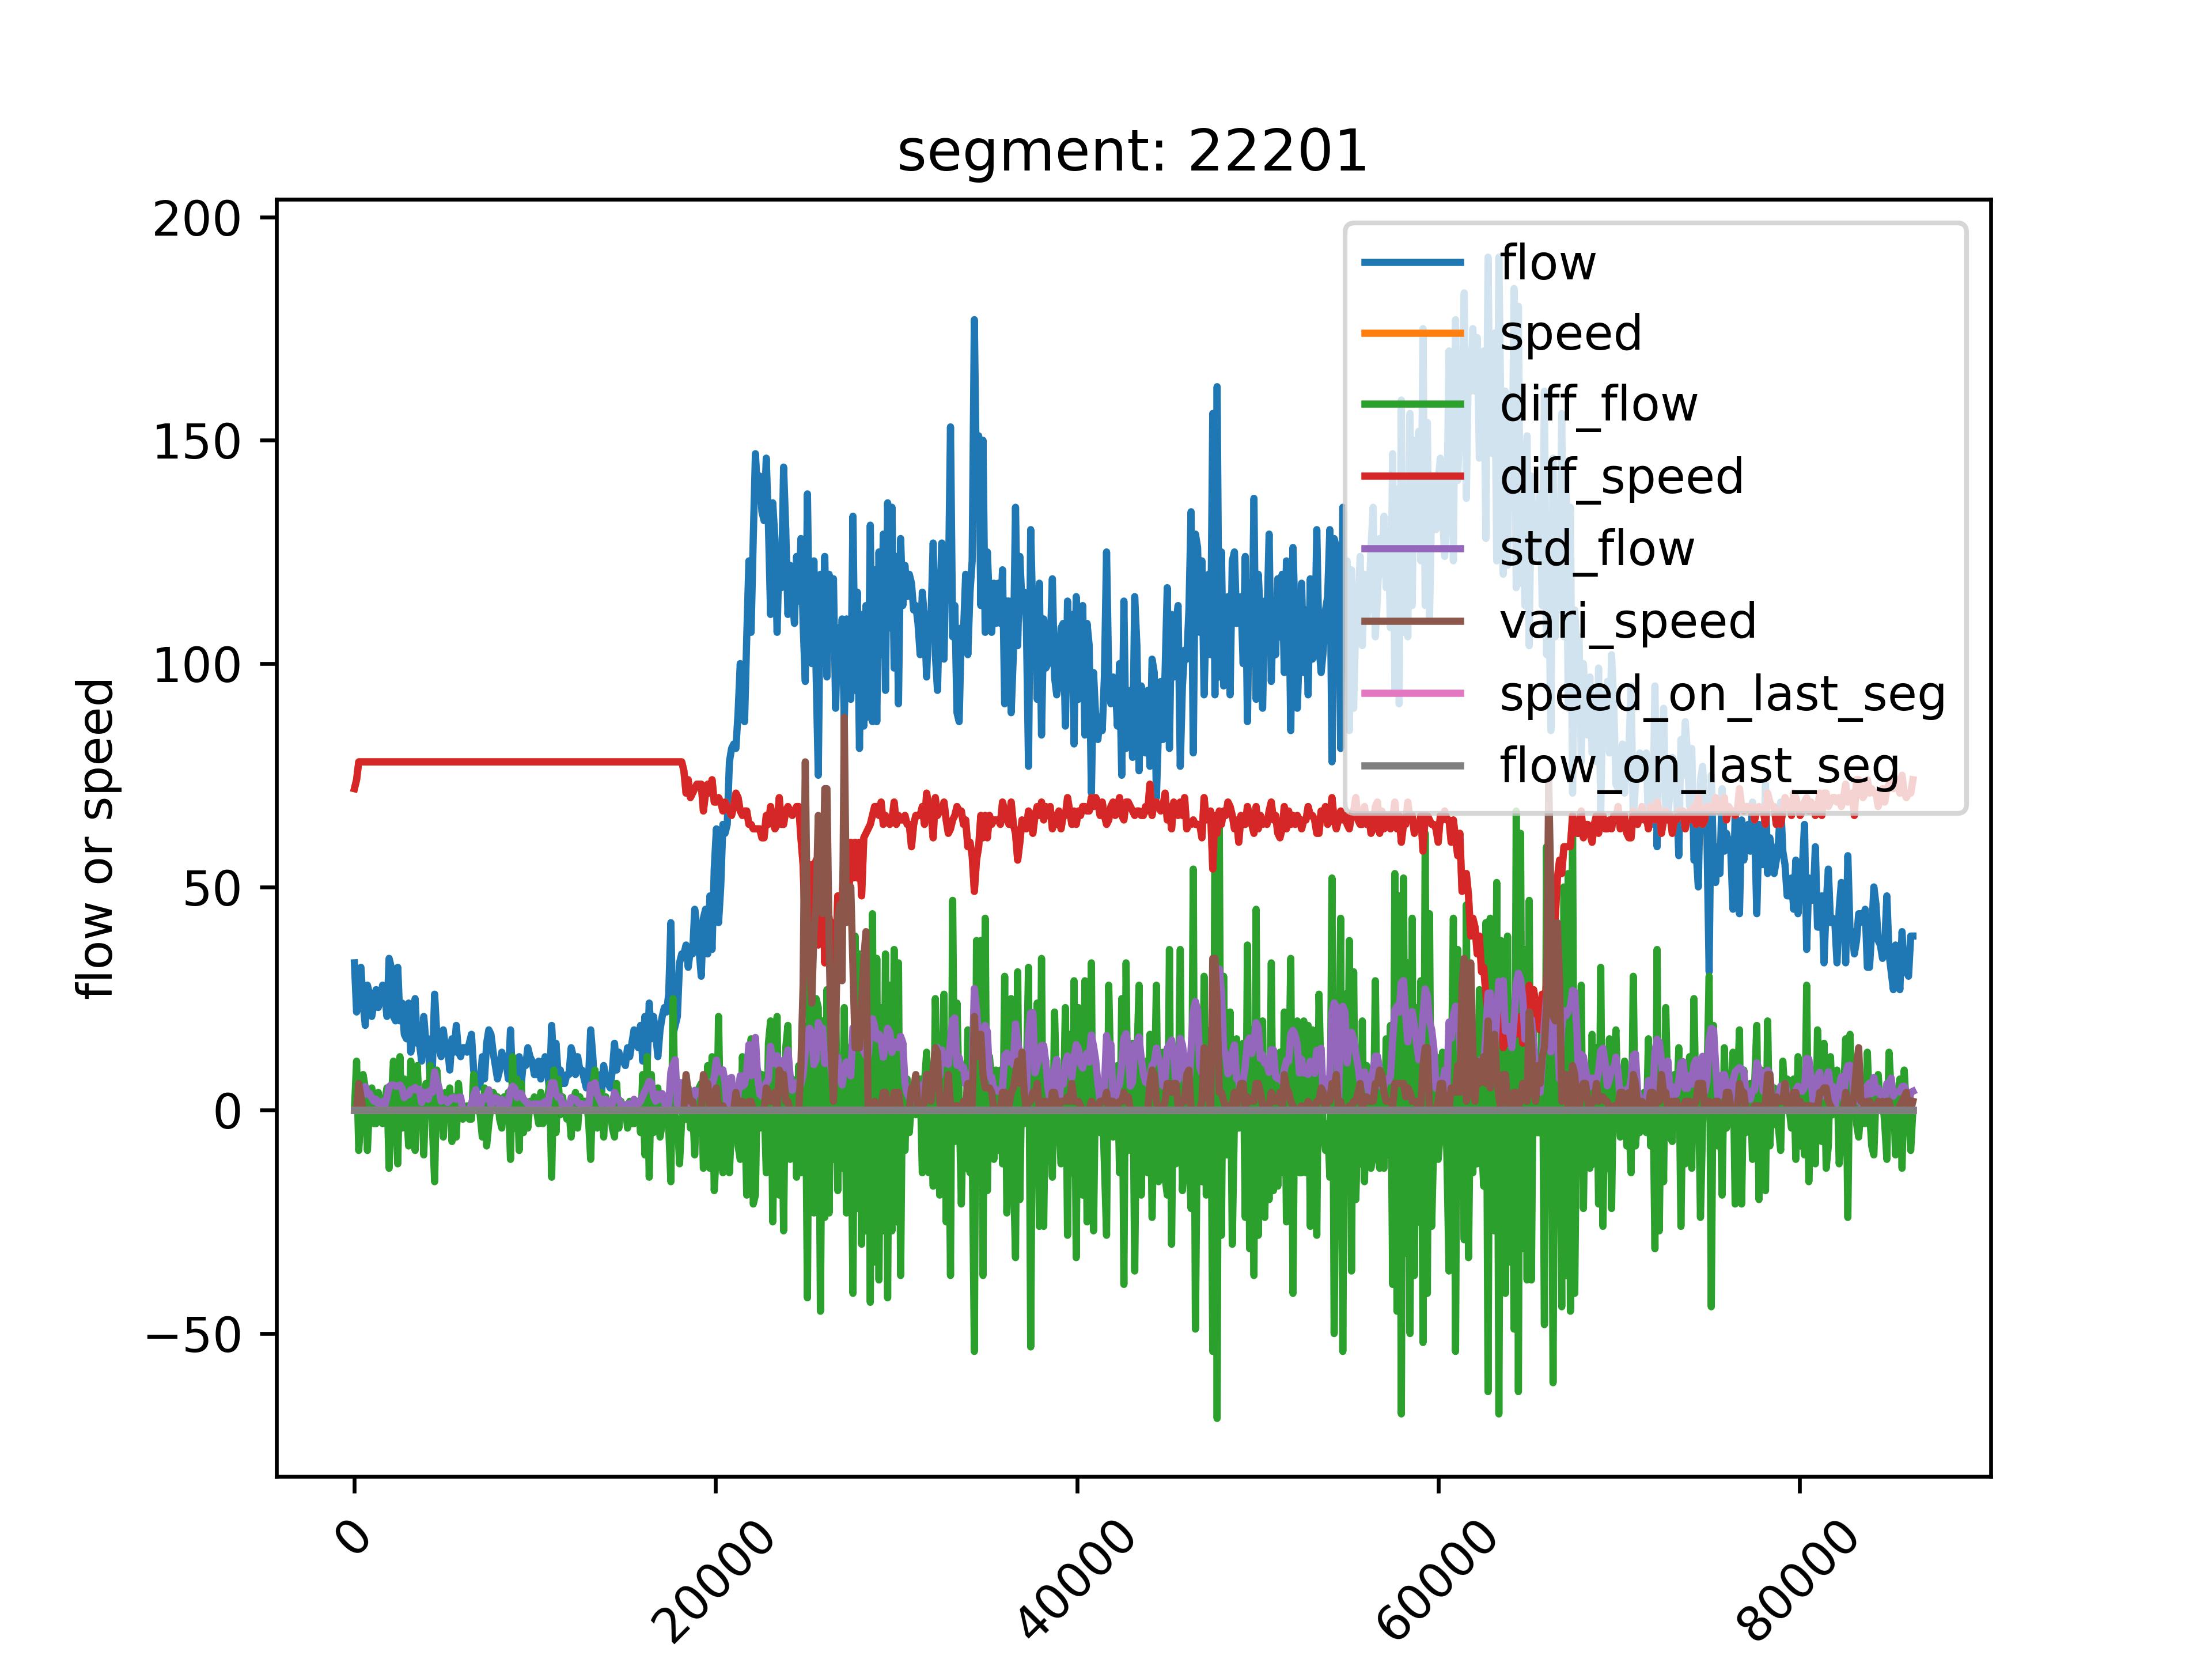 segment: 22201
200
150
100
50
0
−50
flow or speed
flow
speed
diff_flow
diff_speed
std_flow
vari_speed
speed_on_last_seg
flow_on_last_seg
0
20000
40000
60000
80000